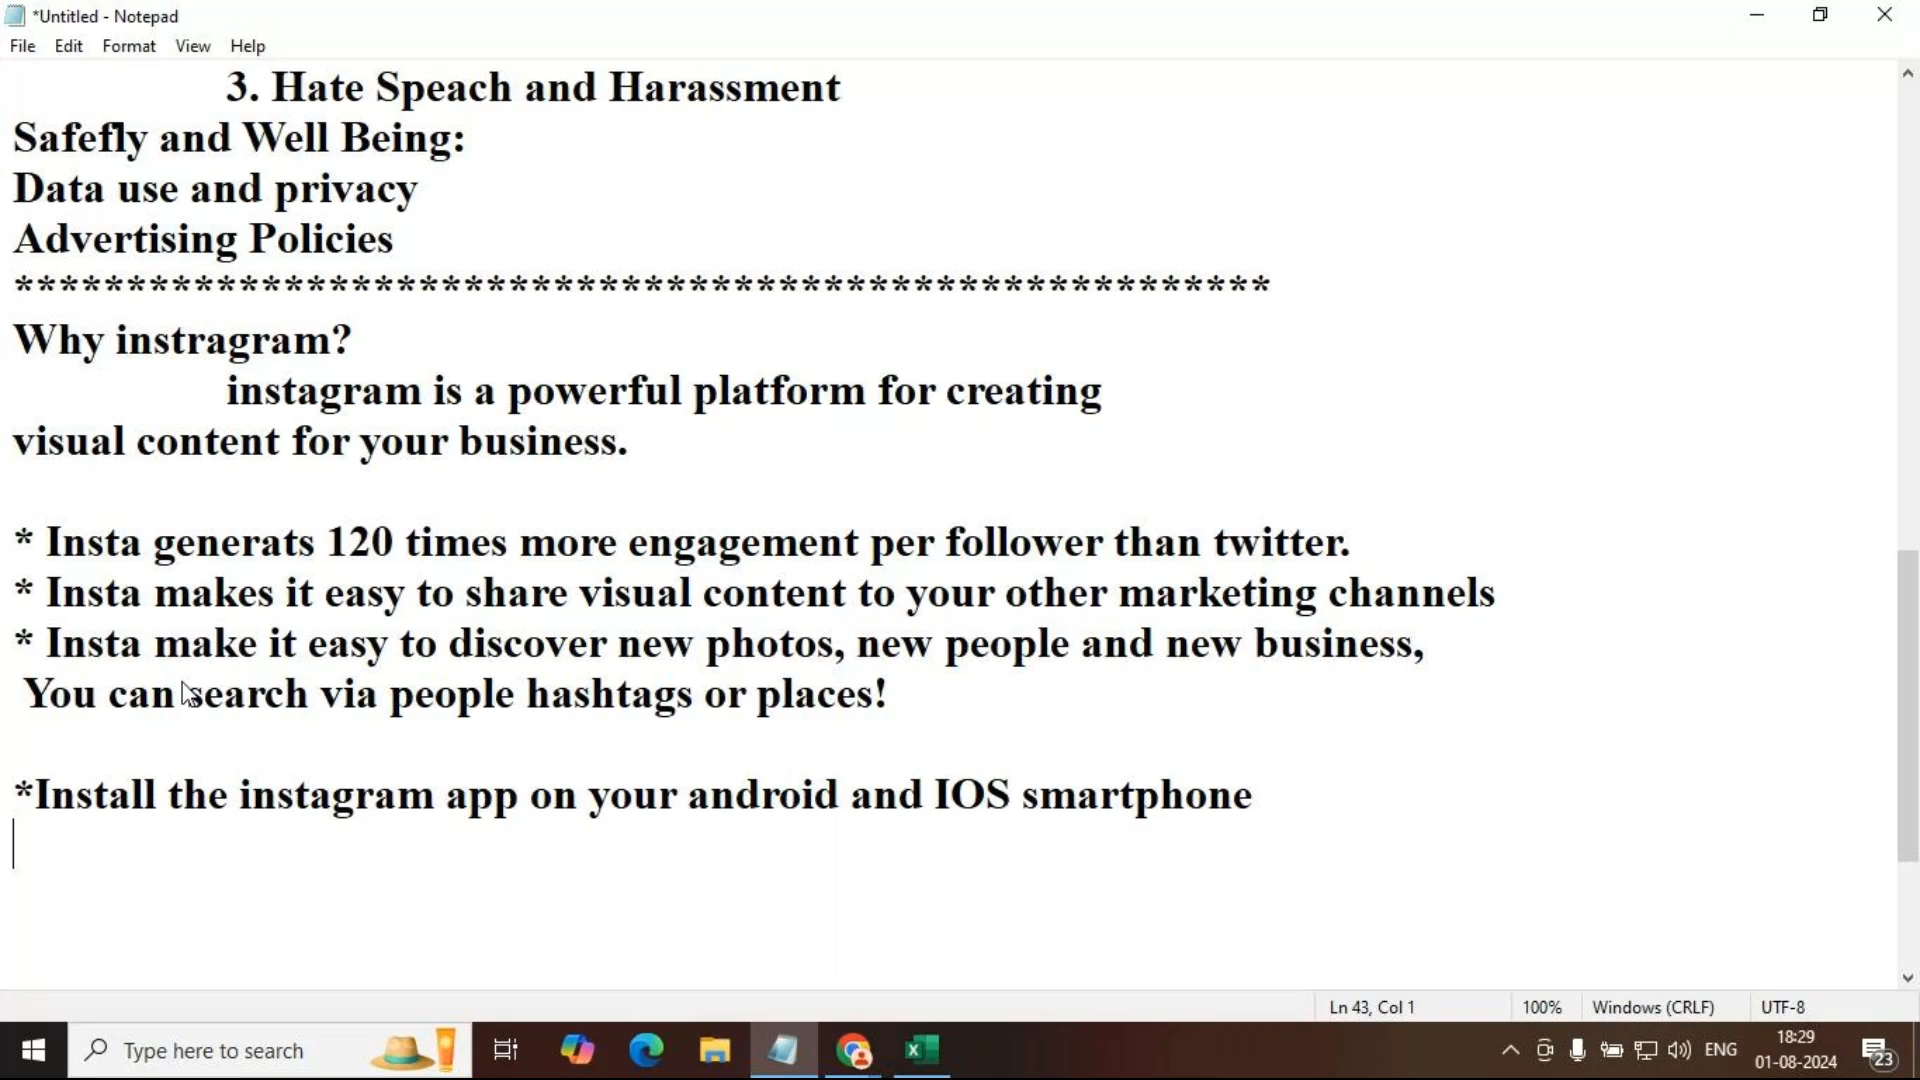 *Untitled - Notepad
File Edit Format View Help
3. Hate Speach and Harassment
Safefly and Well Being:
Data use and privacy
Advertising Policies
********************************************************
Why instragram?
instagram is a powerful platform for creating
visual content for your business.
* Insta generats 120 times more engagement per follower than twitter.
* Insta makes it easy to share visual content to your other marketing channels
* Insta make it easy to discover new photos, new people and new business,
You can search via people hashtags or places!
*Install the instagram app on your android and IOS smartphone
Ln 43, Col 1 100% Windows (CRLF) UTF-8
Type here to search
ENG
18:29
01-08-2024
23